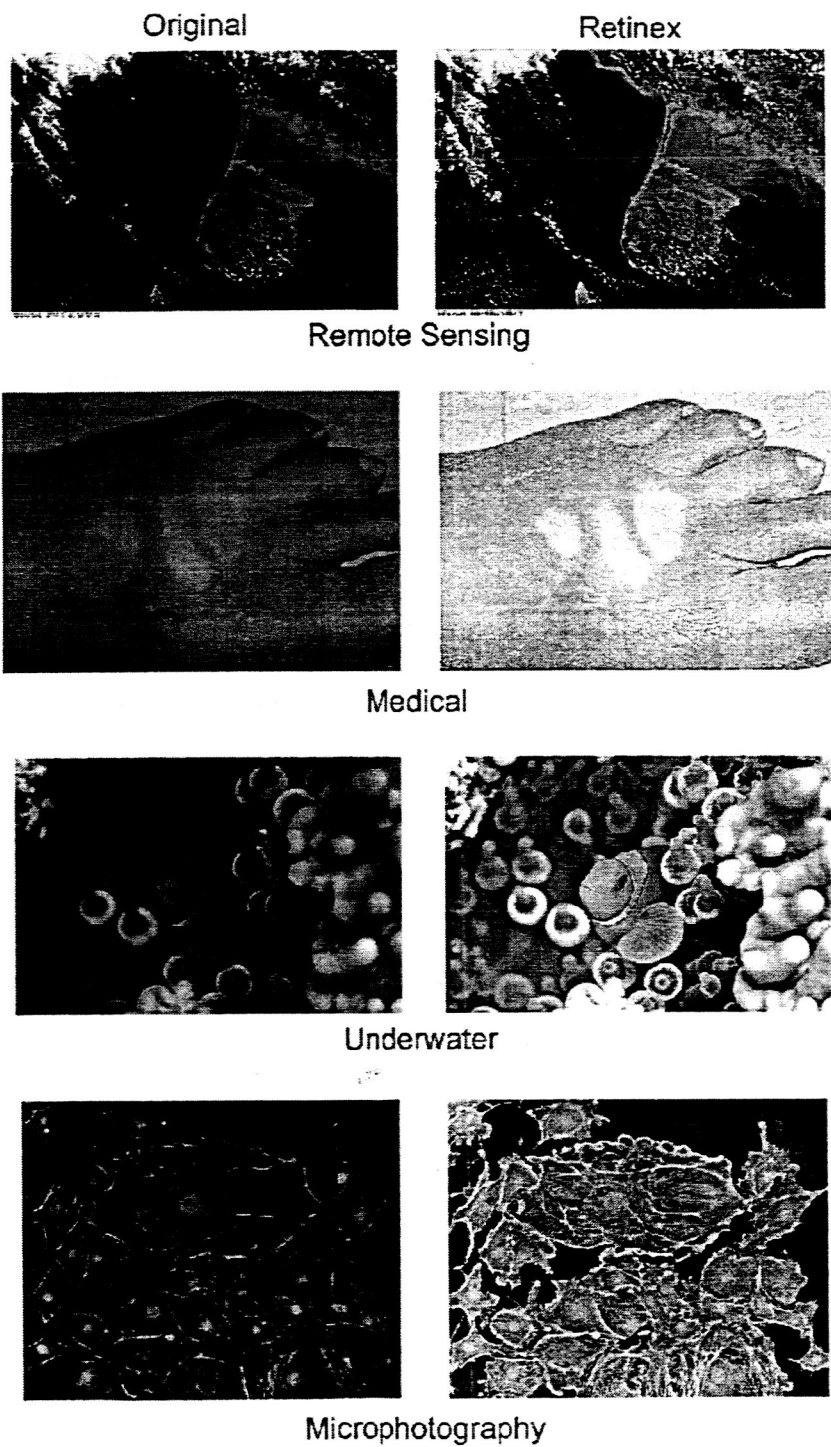 Original
Retinex
Remote Sensing
Medical
Underwater
Microphotography